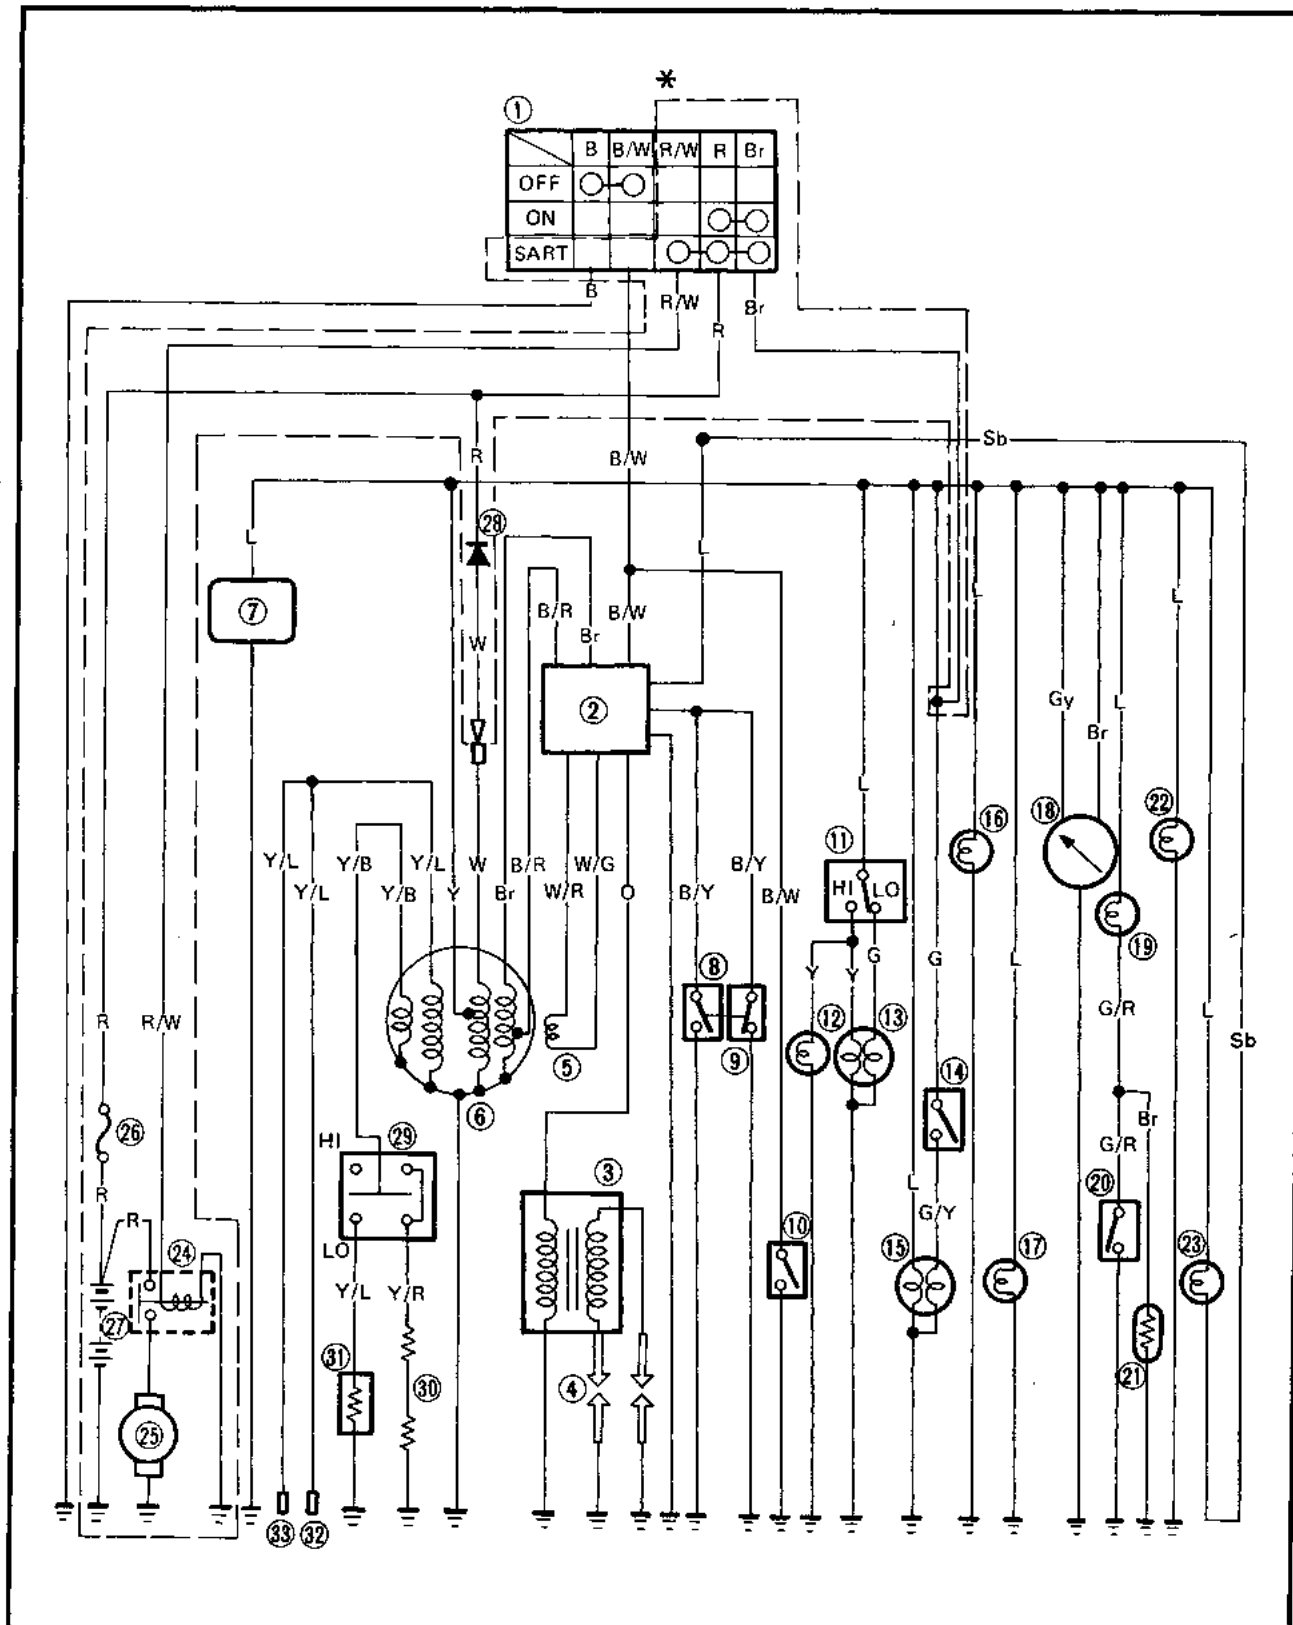 *
①
B B/W R/W R Br
OFF
ON
SART
B R/W R Br
Sb
R B/W
L L
㉘
⑦
B/R B/W
Br
W
L L
②
Gy L
Br
⑯ ⑱ ㉒
⑪
Y/L Y/B Y/L W B/R W/G B/Y
HI LO
Y/L Y/B Y Br W/R O B/Y B/W
L
⑲
G G L
Y Y
⑧
R R/W
⑫ ⑬
G/R L
Sb
⑨
⑤
⑭
⑥
㉖
HI ㉙
Br
G/R
③
R
⑳
L
R
G/Y
⑩
LO
㉔
⑮ ⑰ ㉓
Y/L Y/R
㉗
㉛ ㉚ ④
㉑
㉕
㉝ ㉜